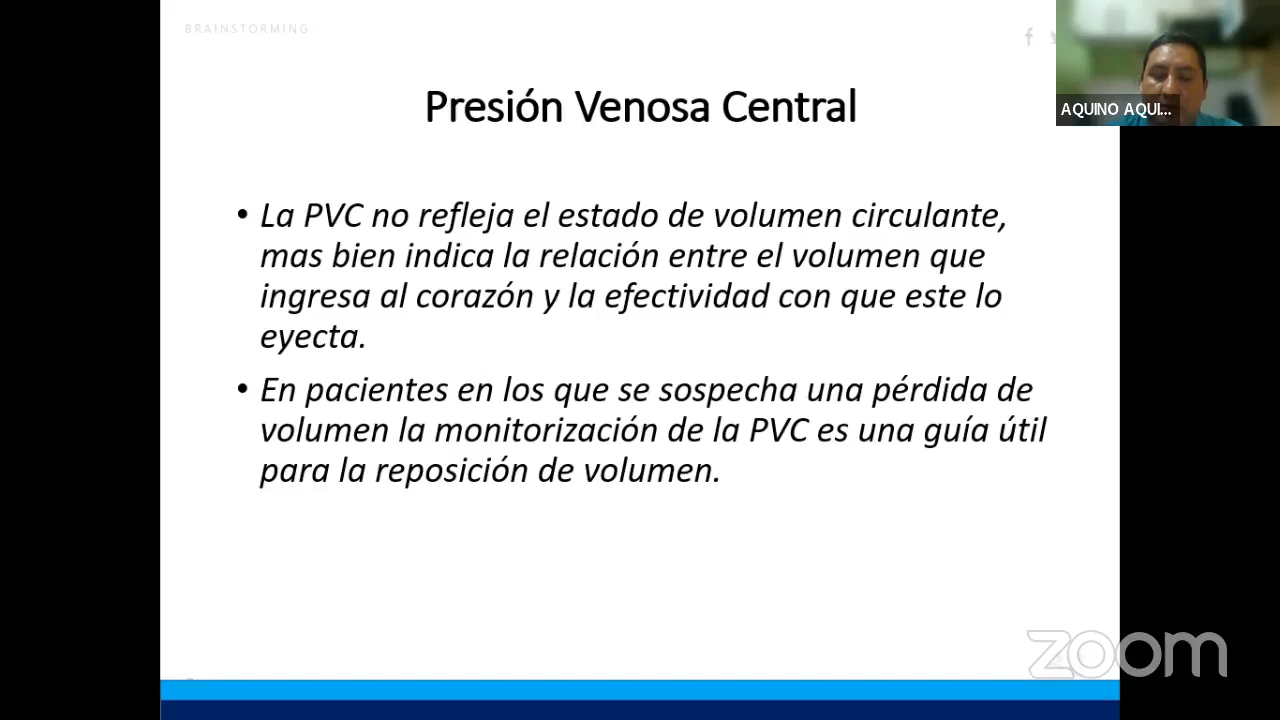 BRAINSTORMING
AQUINO AQUI...
Presión Venosa Central
• La PVC no refleja el estado de volumen circulante,
mas bien indica la relación entre el volumen que
ingresa al corazón y la efectividad con que este lo
eyecta.
• En pacientes en los que se sospecha una pérdida de
volumen la monitorización de la PVC es una guía útil
para la reposición de volumen.
zoom